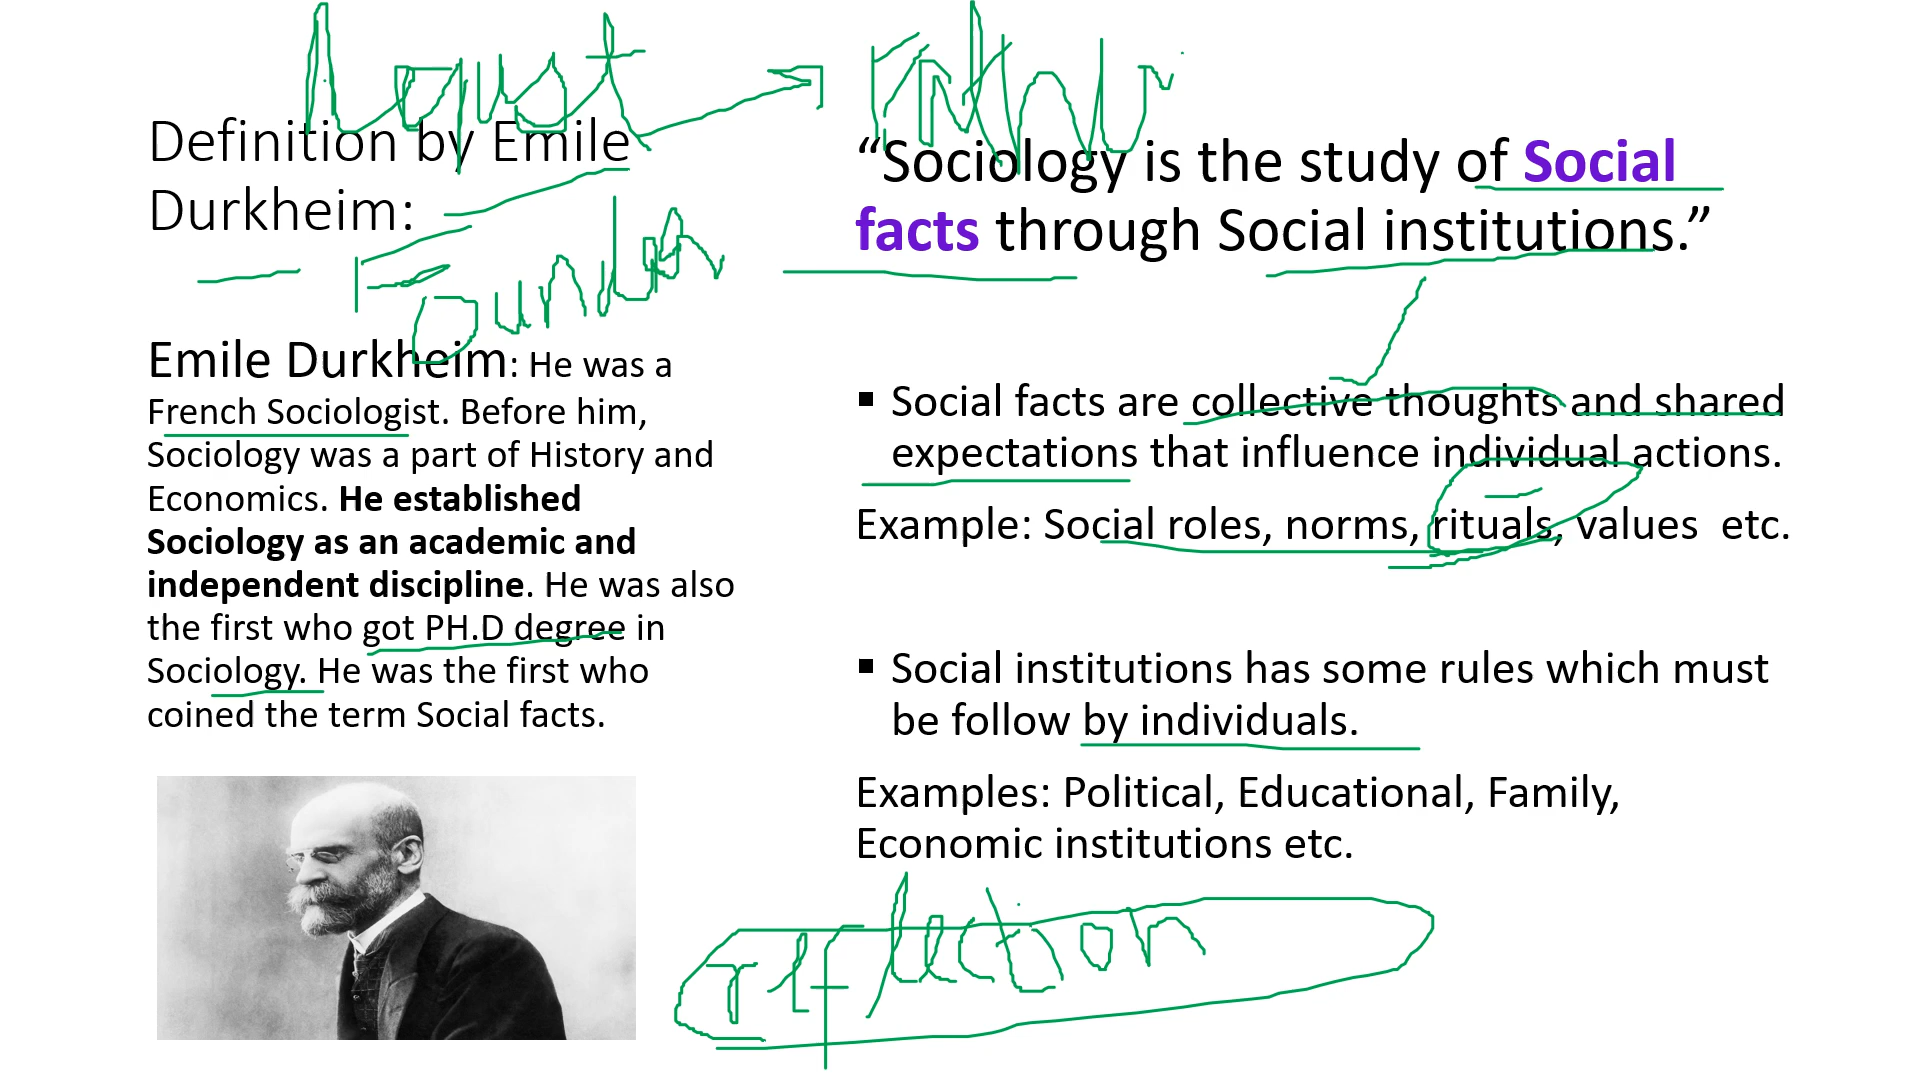 Definition by Emile
Durkheim:
Founder
Emile Durkheim: He was a
French Sociologist. Before him,
Sociology was a part of History and
Economics. He established
Sociology as an academic and
independent discipline. He was also
the first who got PH.D degree in
Sociology. He was the first who
coined the term Social facts.
“Sociology is the study of Social
facts through Social institutions.”
▪ Social facts are collective thoughts and shared
expectations that influence individual actions.
Example: Social roles, norms, rituals, values etc.
▪ Social institutions has some rules which must
be follow by individuals.
Examples: Political, Educational, Family,
Economic institutions etc.